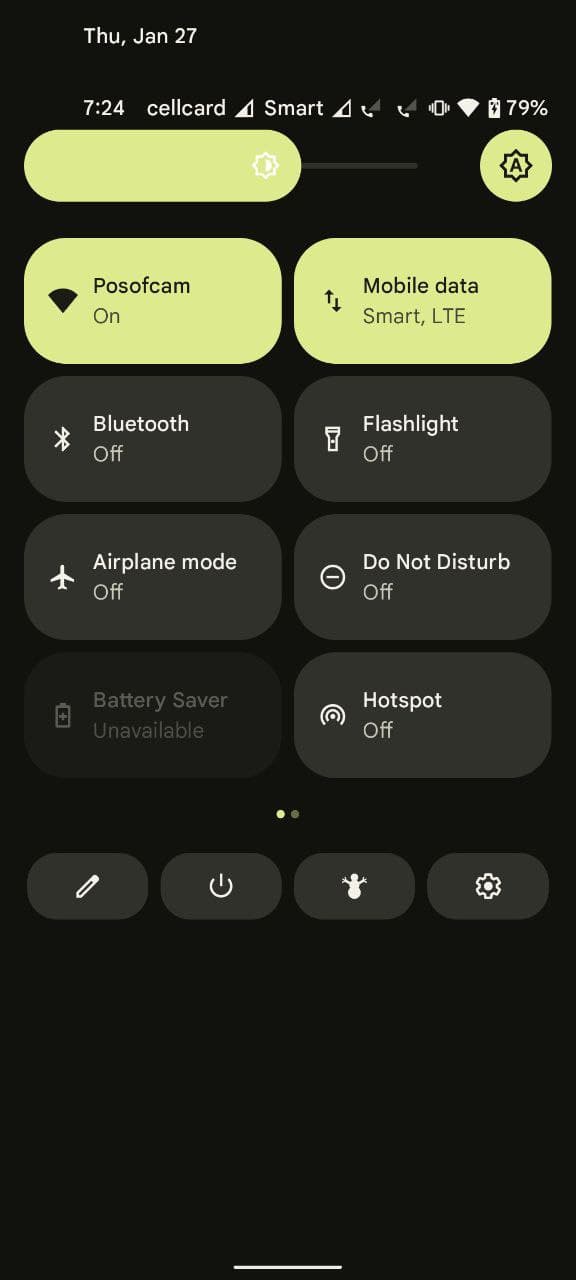 Thu, Jan 27
7:24 cellcard Smart 79%
A
Posofcam
On
Mobile data
Smart, LTE
Bluetooth
Off
Flashlight
Off
Airplane mode
Off
Do Not Disturb
Off
Battery Saver
Unavailable
Hotspot
Off